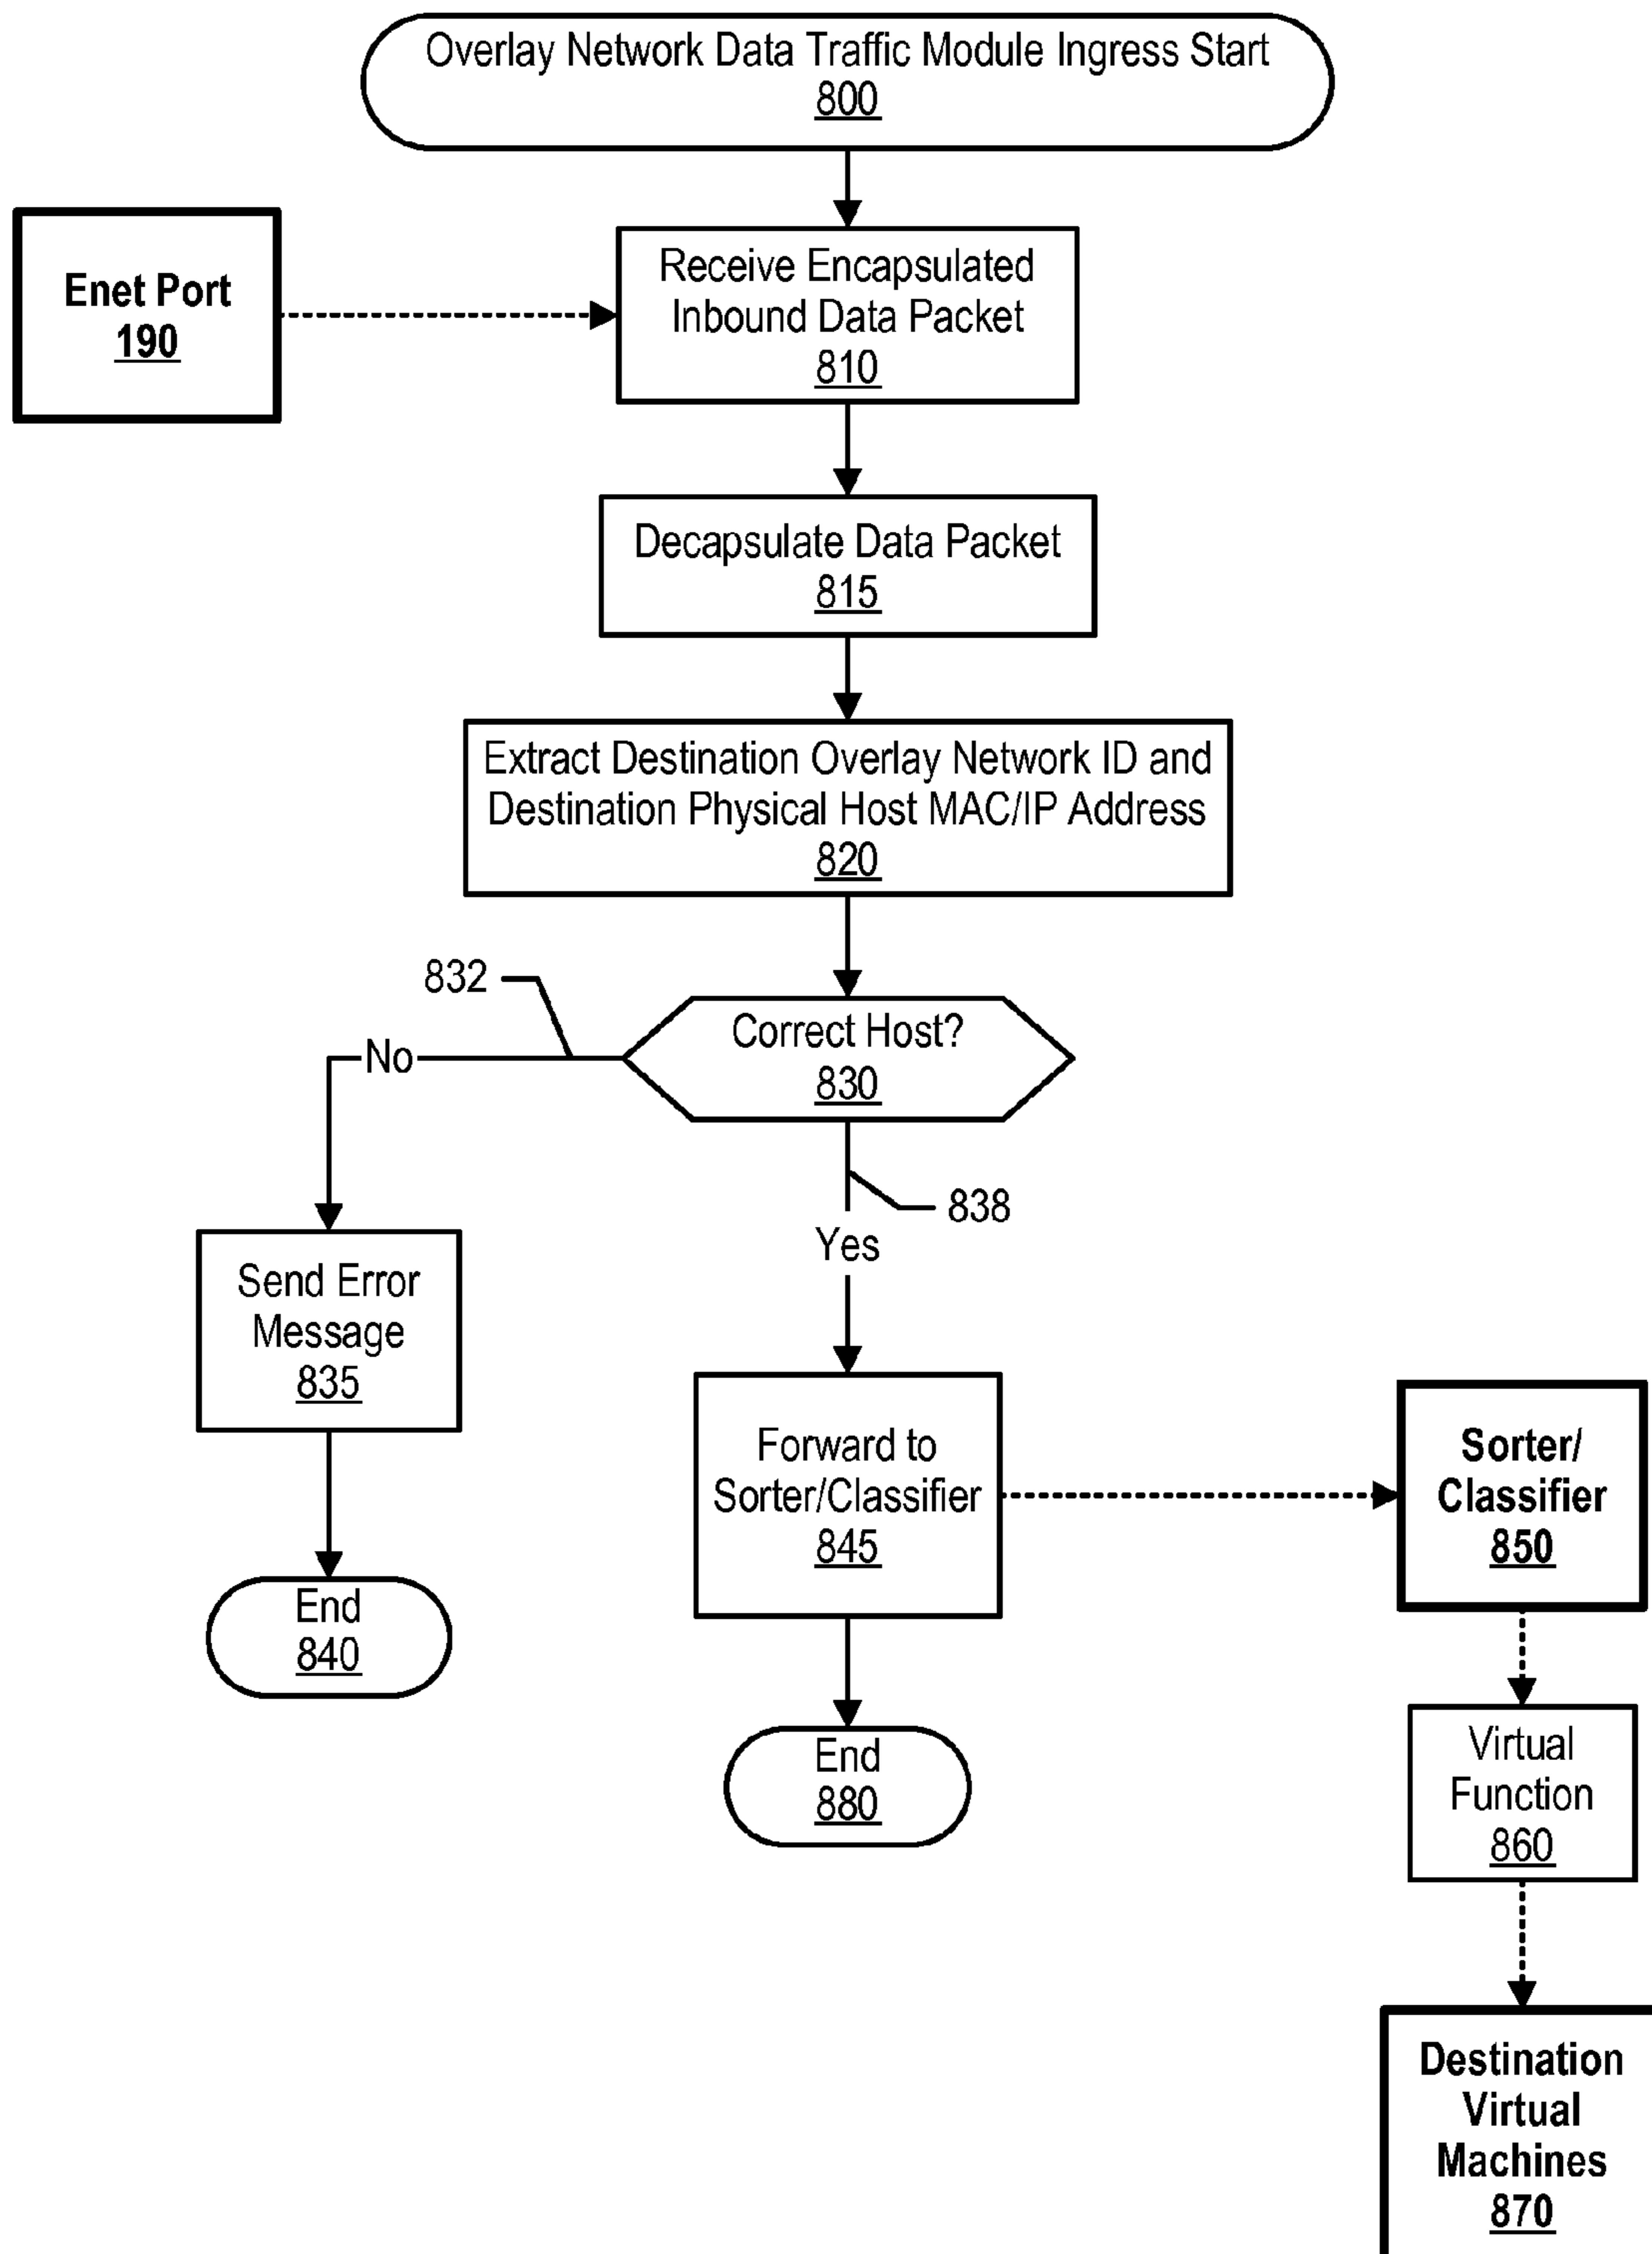 Overlay Network Data Traffic Module Ingress Start
800
Enet Port
190
Receive Encapsulated
Inbound Data Packet
810
Decapsulate Data Packet
815
Extract Destination Overlay Network ID and
Destination Physical Host MAC/IP Address
820
832
Correct Host?
830
No
838
Yes
Send Error
Message
835
End
840
Forward to
Sorter/Classifier
845
End
880
Sorter/
Classifier
850
Virtual
Function
860
Destination
Virtual
Machines
870